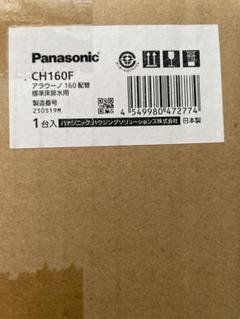 Panasonic
CH160F
アラウーノ 160 配管
標準床排水用
製造番号
250519M
4 549980 472774
1台入
パナソニック ハウジングソリューションズ株式会社
日本製